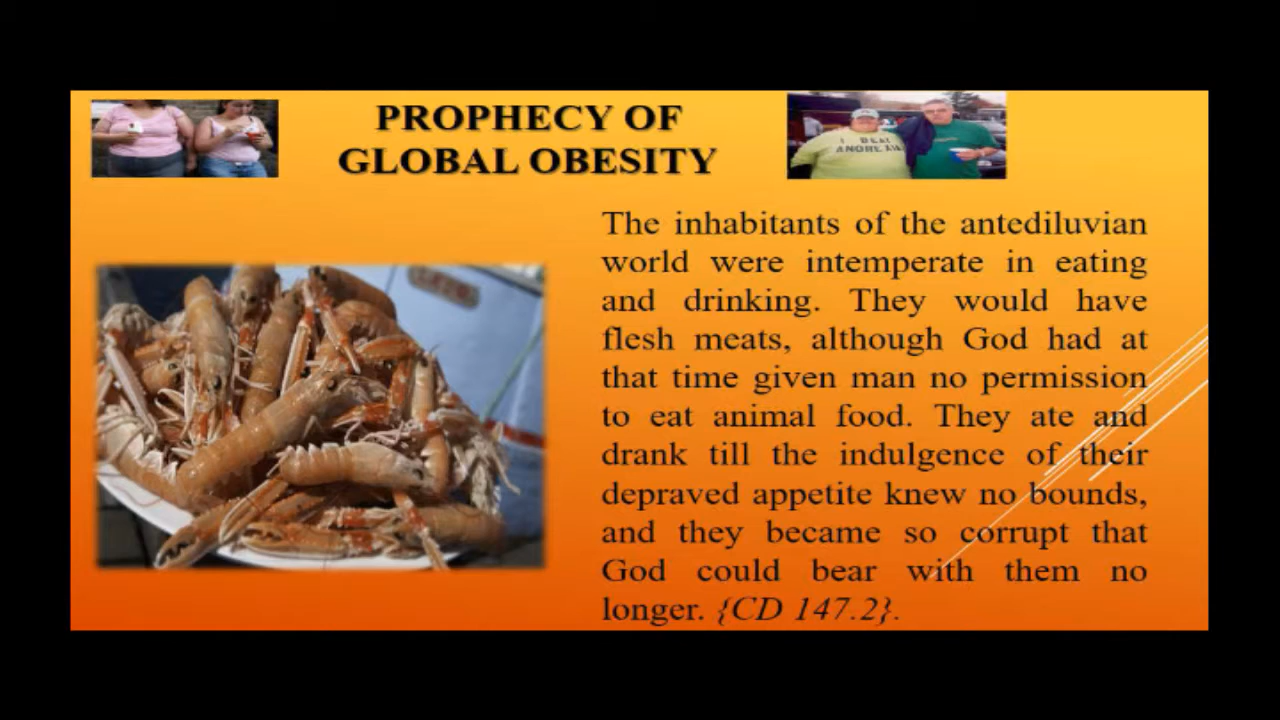 PROPHECY OF
GLOBAL OBESITY
I BEAT
ANOREXIA
The inhabitants of the antediluvian
world were intemperate in eating
and drinking. They would have
flesh meats, although God had at
that time given man no permission
to eat animal food. They ate and
drank till the indulgence of their
depraved appetite knew no bounds,
and they became so corrupt that
God could bear with them no
longer. {CD 147.2}.